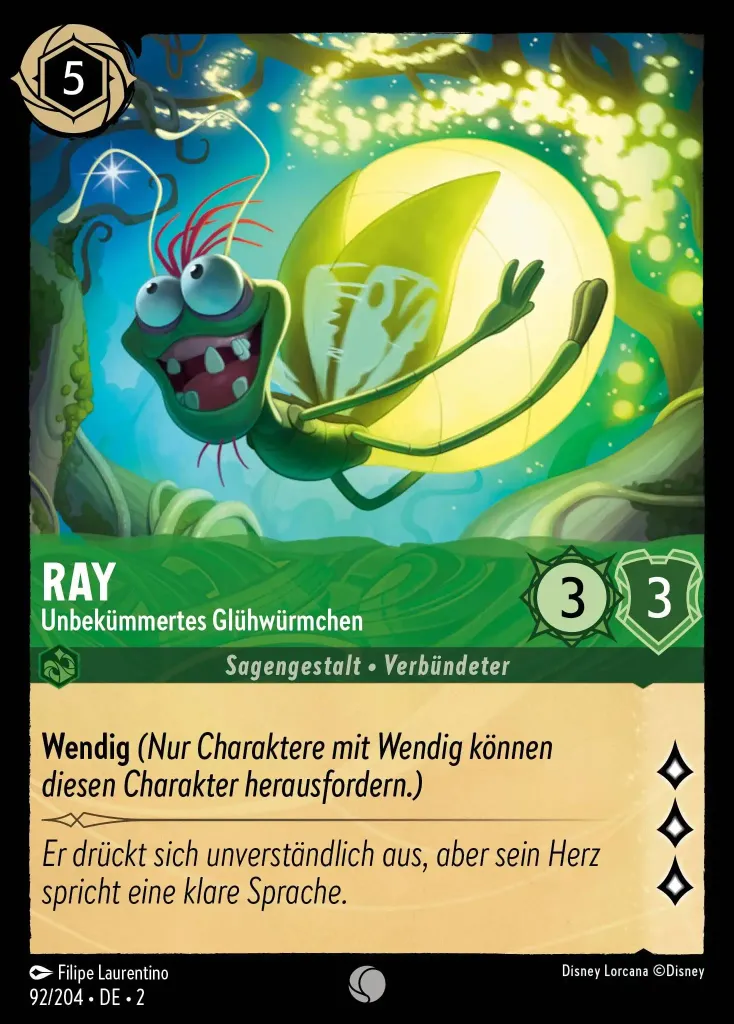 5
RAY
Unbekümmertes Glühwürmchen
3
3
Sagengestalt • Verbündeter
Wendig (Nur Charaktere mit Wendig können
diesen Charakter herausfordern.)
Er drückt sich unverständlich aus, aber sein Herz
spricht eine klare Sprache.
Filipe Laurentino
Disney Lorcana ©Disney
92/204 • DE • 2